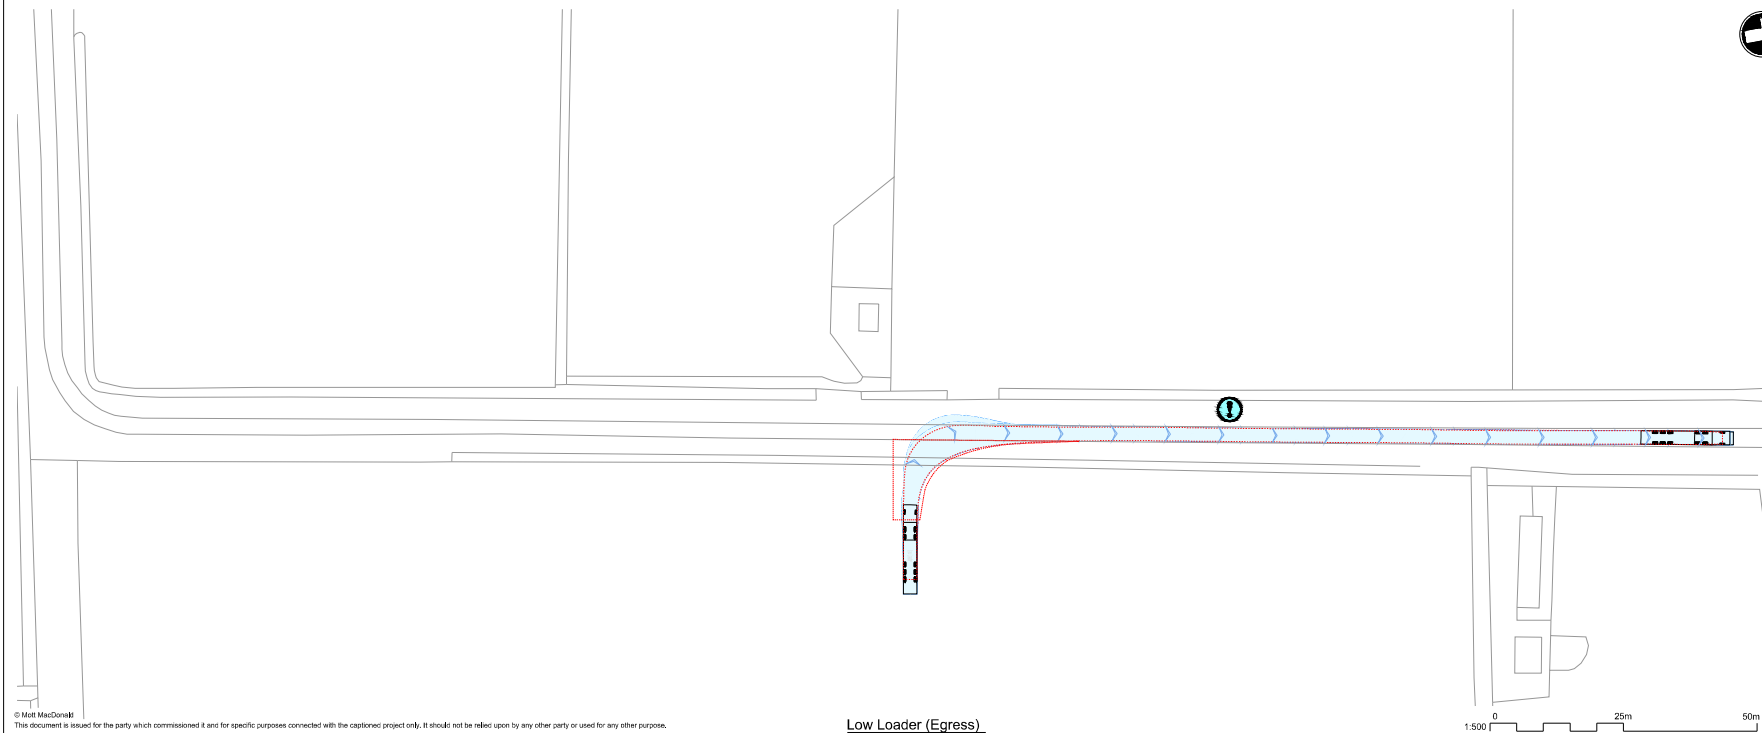 © Mott MacDonald
This document is issued for the party which commissioned it and for specific purposes connected with the captioned project only. It should not be relied upon by any other party or used for any other purpose.
Low Loader (Egress)
0 25m 50m
1:500